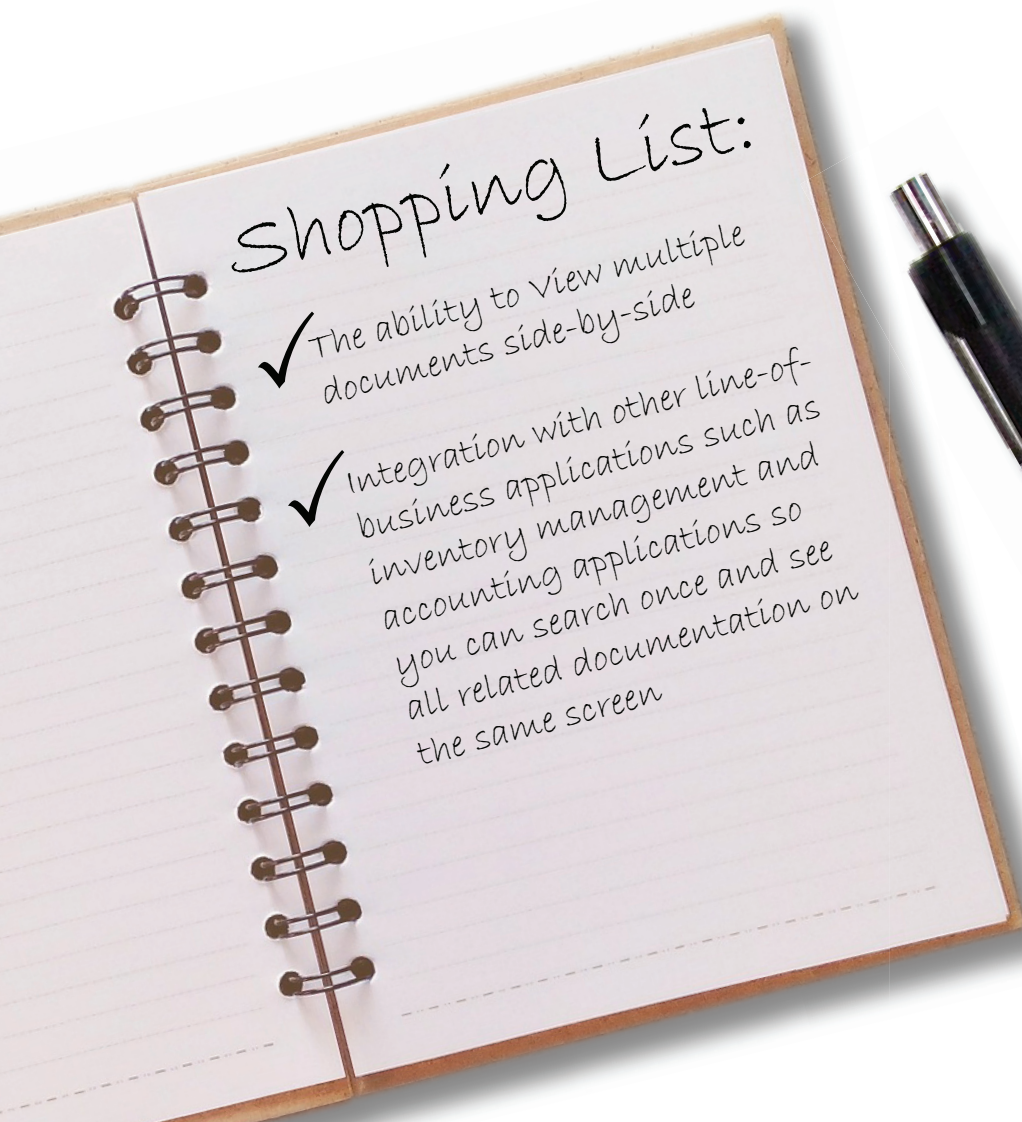 Shopping List:
✓ The ability to View multiple
documents side-by-side
✓ Integration with other line-of-
business applications such as
inventory management and
accounting applications so
you can search once and see
all related documentation on
the same screen